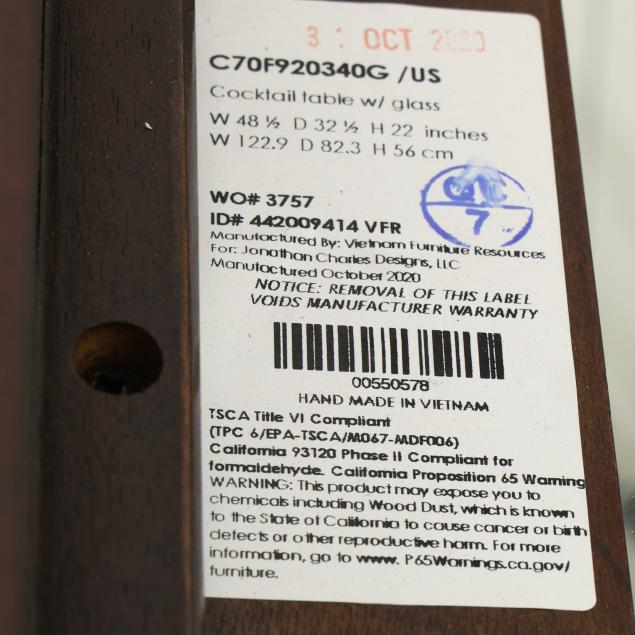 3 1 OCT 2020
C70F920340G /US
Cocktail table w/ glass
W 48 ½ D 32 ½ H 22 inches
W 122.9 D 82.3 H 56 cm
7
WO# 3757
ID# 442009414 VFR
Manufactured By: Vietnam Furniture Resources
For: Jonathan Charles Designs, LLC
Manufactured October 2020
NOTICE: REMOVAL OF THIS LABEL
VOIDS MANUFACTURER WARRANTY
00550578
HAND MADE IN VIETNAM
TSCA Title VI Compliant
(TPC 6/EPA-TSCA/M067-MDF006)
California 93120 Phase II Compliant for
formaldehyde. California Proposition 65 Warning
WARNING: This product may expose you to
chemicals including Wood Dust, which is known
to the State of California to cause cancer or birth
defects or other reproductive harm. For more
information, go to www. P65Warnings.ca.gov/
furniture.